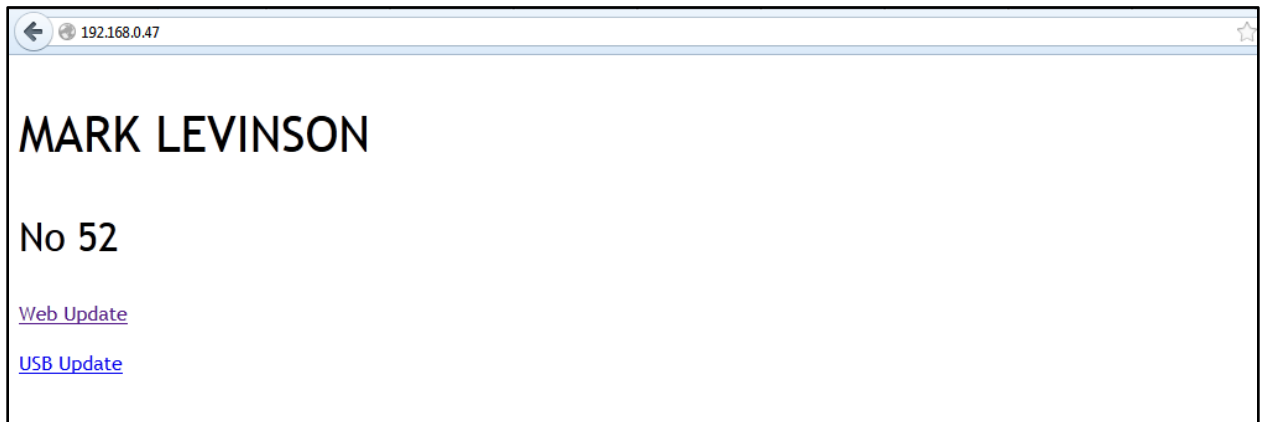 192.168.0.47
MARK LEVINSON
No 52
Web Update
USB Update